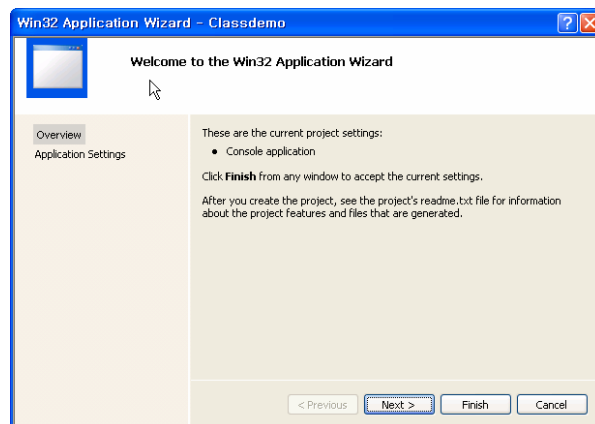 Win32 Application Wizard - Classdemo
Welcome to the Win32 Application Wizard
Overview
Application Settings
These are the current project settings:
• Console application
Click Finish from any window to accept the current settings.
After you create the project, see the project's readme.txt file for information
about the project features and files that are generated.
< Previous
Next >
Finish
Cancel